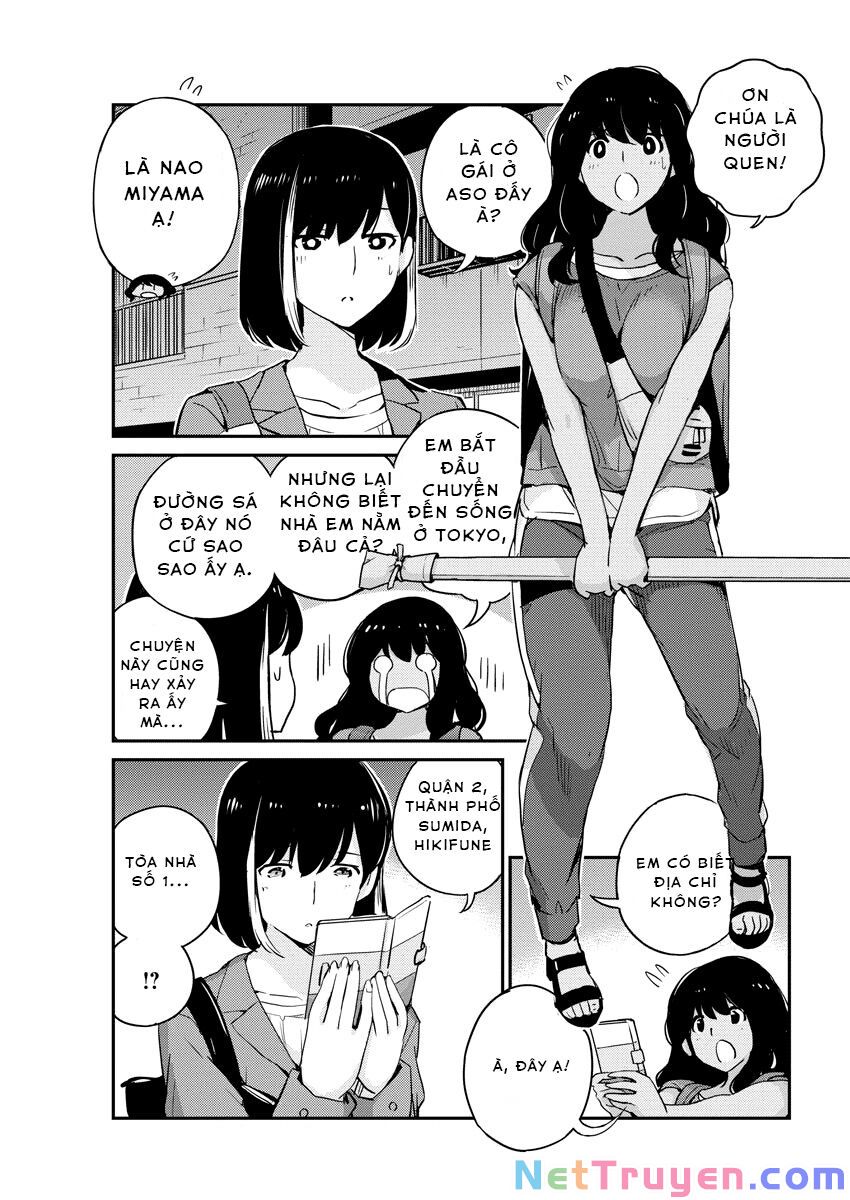 ƠN
CHÚA LÀ
NGƯỜI
QUEN!
LÀ CÔ
GÁI Ở
ASO ĐẤY
À?
LÀ NAO
MIYAMA
Ạ!
EM BẮT
ĐẦU
CHUYỂN
ĐẾN SỐNG
Ở TOKYO,
NHƯNG LẠI
KHÔNG BIẾT
NHÀ EM NẰM
ĐÂU CẢ?
ĐƯỜNG SÁ
Ở ĐÂY NÓ
CỨ SAO
SAO ẤY Ạ.
CHUYỆN
NÀY CŨNG
HAY XẢY
RA ẤY
MÀ...
EM CÓ BIẾT
ĐỊA CHỈ
KHÔNG?
À, ĐÂY Ạ!
QUẬN 2,
THÀNH PHỐ
SUMIDA,
HIKIFUNE
TÒA NHÀ
SỐ 1...
!?
NetTruyen.com